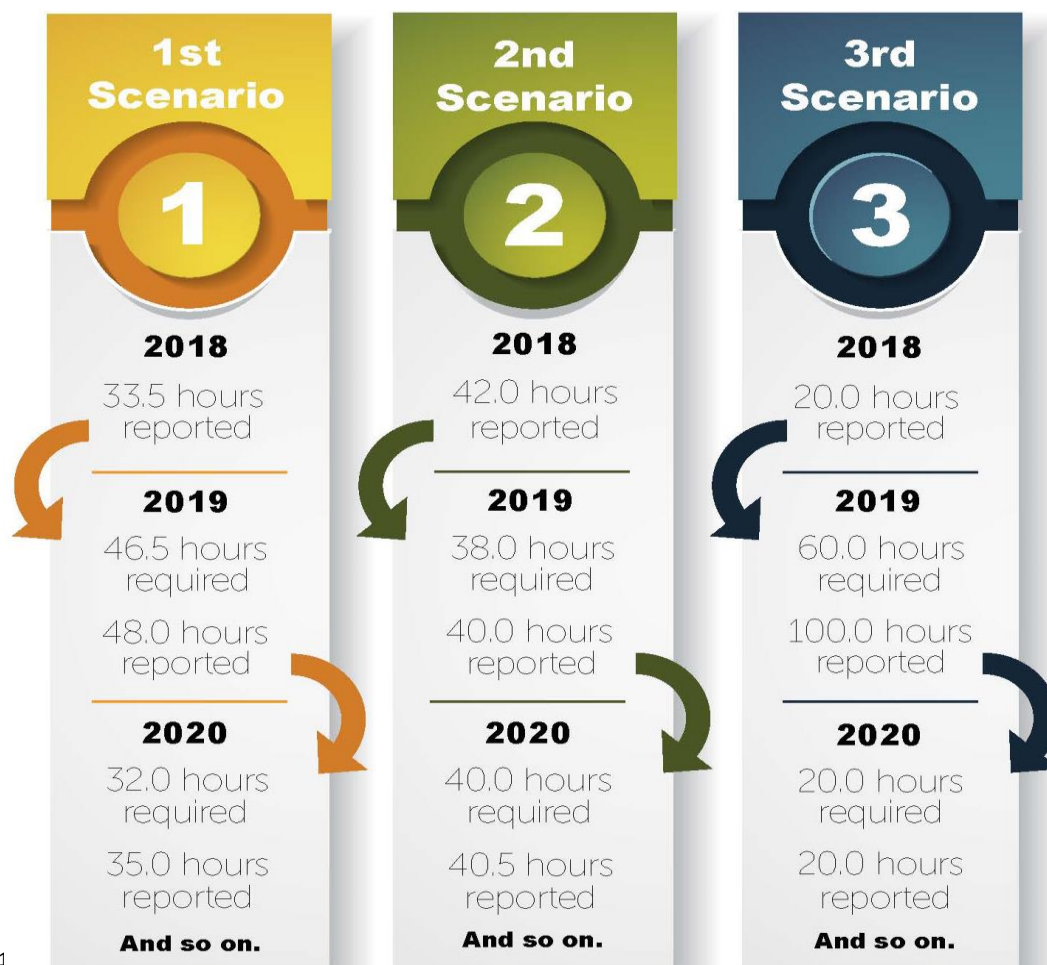 1st
Scenario
1
2018
33.5 hours
reported
2019
46.5 hours
required
48.0 hours
reported
2020
32.0 hours
required
35.0 hours
reported
And so on.
2nd
Scenario
2
2018
42.0 hours
reported
2019
38.0 hours
required
40.0 hours
reported
2020
40.0 hours
required
40.5 hours
reported
And so on.
3rd
Scenario
3
2018
20.0 hours
reported
2019
60.0 hours
required
100.0 hours
reported
2020
20.0 hours
required
20.0 hours
reported
And so on.
1